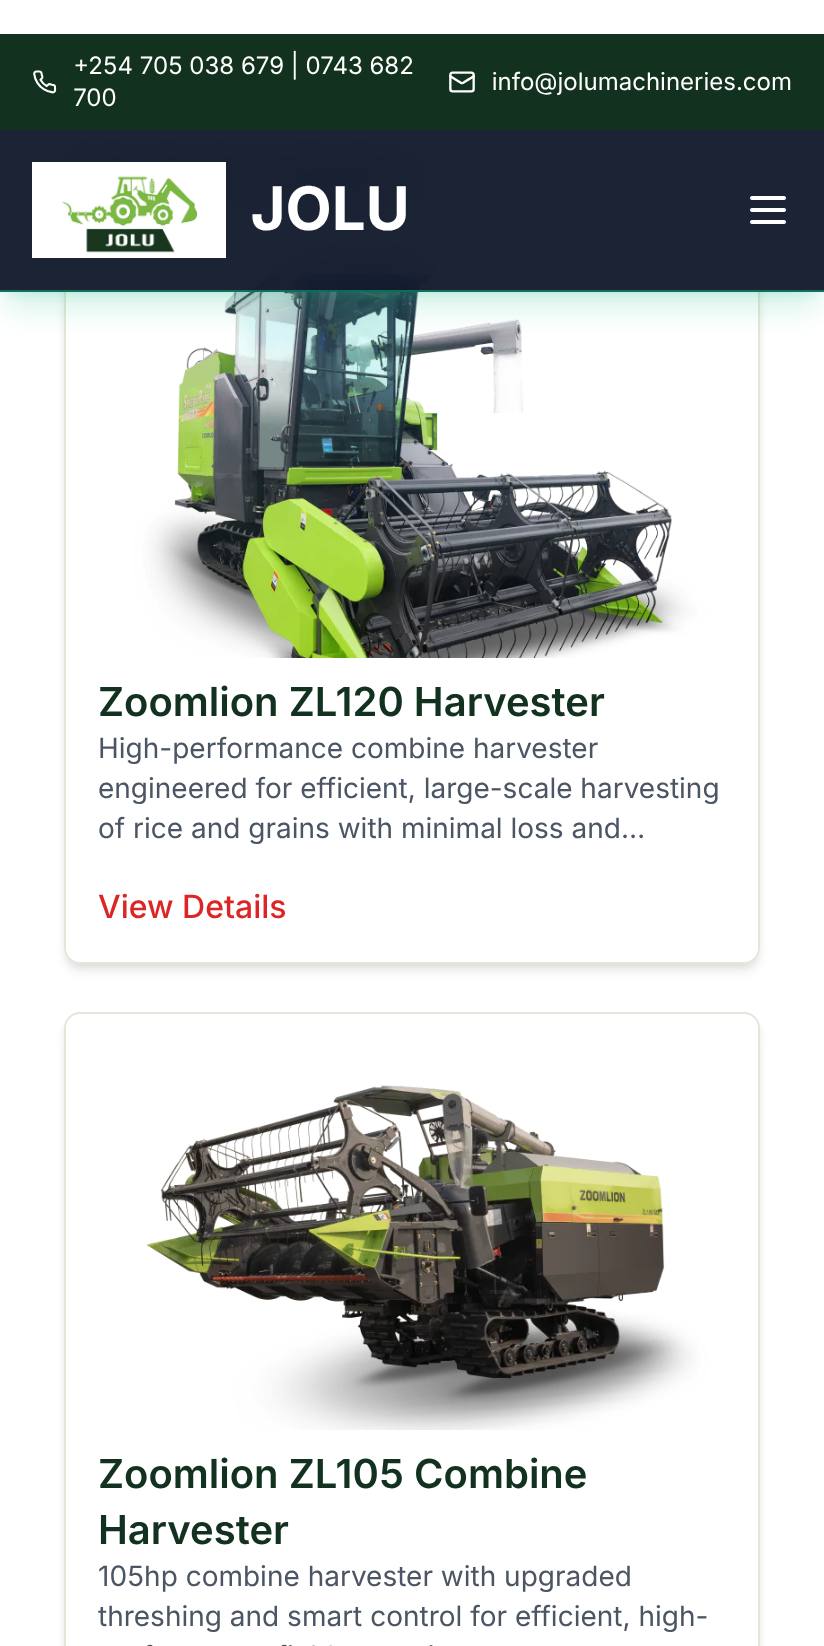 +254 705 038 679 | 0743 682
700
info@jolumachineries.com
JOLU
JOLU
Zoomlion ZL120 Harvester
High-performance combine harvester
engineered for efficient, large-scale harvesting
of rice and grains with minimal loss and...
View Details
ZOOMLION
Zoomlion ZL105 Combine
Harvester
105hp combine harvester with upgraded
threshing and smart control for efficient, high-